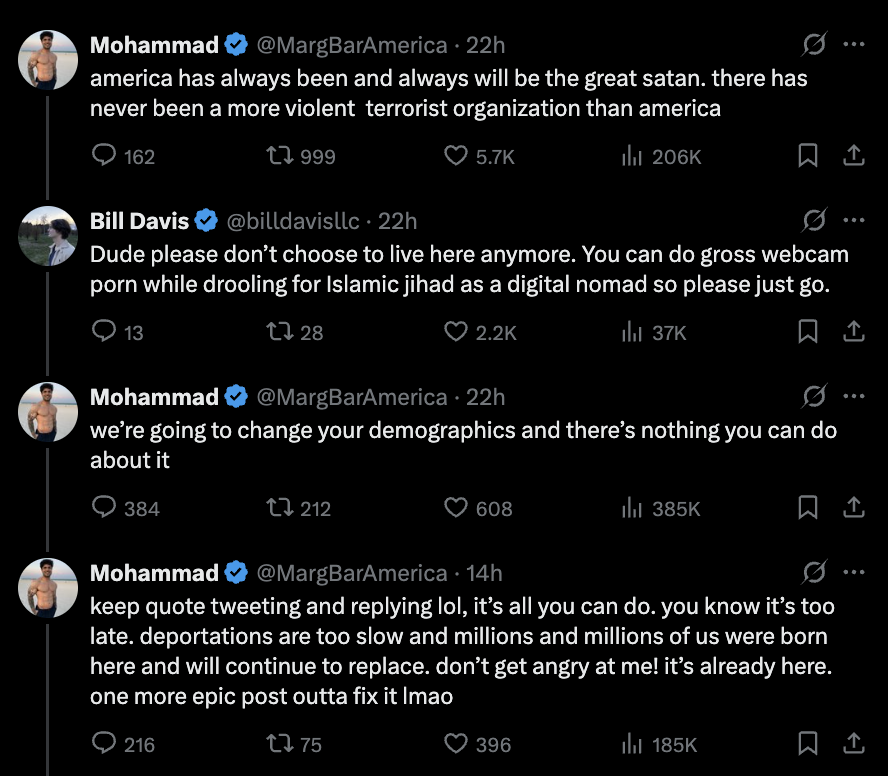 Mohammad @MargBarAmerica · 22h
america has always been and always will be the great satan. there has
never been a more violent  terrorist organization than america
162 999 5.7K 206K
Bill Davis @billdavisllc · 22h
Dude please don’t choose to live here anymore. You can do gross webcam
porn while drooling for Islamic jihad as a digital nomad so please just go.
13 28 2.2K 37K
Mohammad @MargBarAmerica · 22h
we’re going to change your demographics and there’s nothing you can do
about it
384 212 608 385K
Mohammad @MargBarAmerica · 14h
keep quote tweeting and replying lol, it’s all you can do. you know it’s too
late. deportations are too slow and millions and millions of us were born
here and will continue to replace. don’t get angry at me! it’s already here.
one more epic post outta fix it lmao
216 75 396 185K